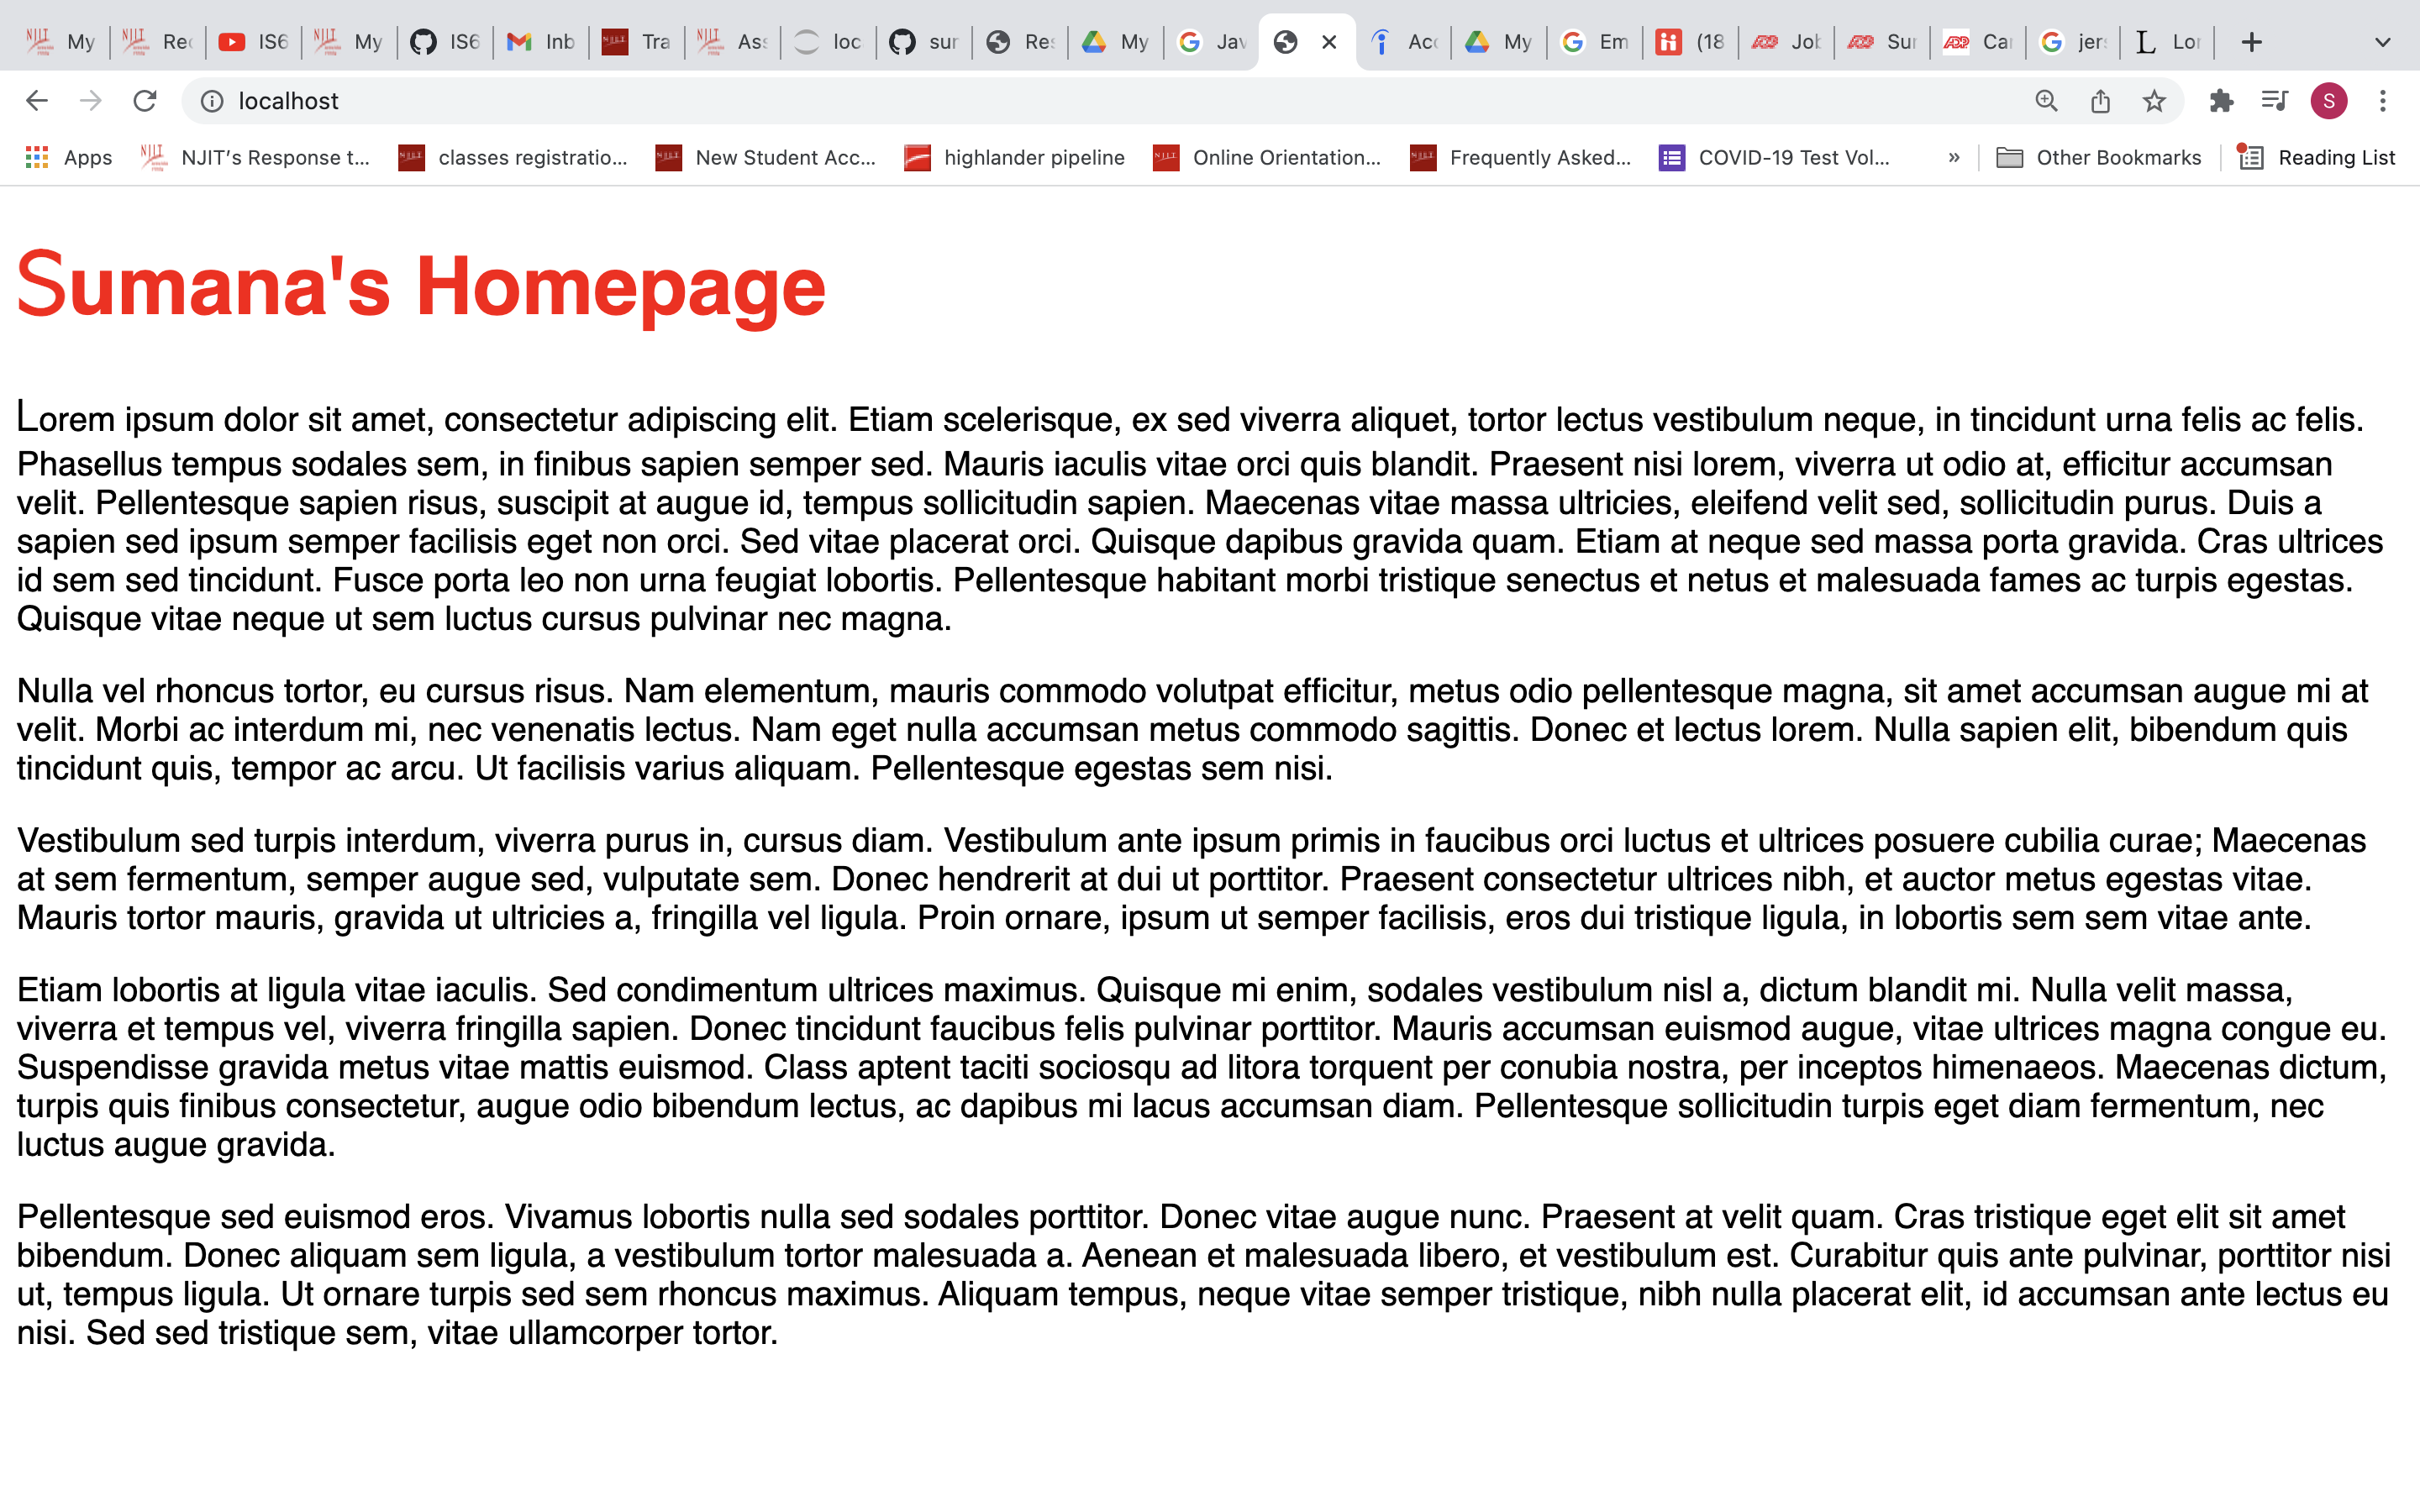 My Rec IS6 My IS6 Inb Tra Ass loc sur Res My Jav Acc My Em (18 Job Sur Car jers L Lor
localhost S
Apps NJIT's Response t... classes registratio... New Student Acc... highlander pipeline Online Orientation... Frequently Asked... COVID-19 Test Vol... » Other Bookmarks Reading List
Sumana's Homepage
Lorem ipsum dolor sit amet, consectetur adipiscing elit. Etiam scelerisque, ex sed viverra aliquet, tortor lectus vestibulum neque, in tincidunt urna felis ac felis.
Phasellus tempus sodales sem, in finibus sapien semper sed. Mauris iaculis vitae orci quis blandit. Praesent nisi lorem, viverra ut odio at, efficitur accumsan
velit. Pellentesque sapien risus, suscipit at augue id, tempus sollicitudin sapien. Maecenas vitae massa ultricies, eleifend velit sed, sollicitudin purus. Duis a
sapien sed ipsum semper facilisis eget non orci. Sed vitae placerat orci. Quisque dapibus gravida quam. Etiam at neque sed massa porta gravida. Cras ultrices
id sem sed tincidunt. Fusce porta leo non urna feugiat lobortis. Pellentesque habitant morbi tristique senectus et netus et malesuada fames ac turpis egestas.
Quisque vitae neque ut sem luctus cursus pulvinar nec magna.
Nulla vel rhoncus tortor, eu cursus risus. Nam elementum, mauris commodo volutpat efficitur, metus odio pellentesque magna, sit amet accumsan augue mi at
velit. Morbi ac interdum mi, nec venenatis lectus. Nam eget nulla accumsan metus commodo sagittis. Donec et lectus lorem. Nulla sapien elit, bibendum quis
tincidunt quis, tempor ac arcu. Ut facilisis varius aliquam. Pellentesque egestas sem nisi.
Vestibulum sed turpis interdum, viverra purus in, cursus diam. Vestibulum ante ipsum primis in faucibus orci luctus et ultrices posuere cubilia curae; Maecenas
at sem fermentum, semper augue sed, vulputate sem. Donec hendrerit at dui ut porttitor. Praesent consectetur ultrices nibh, et auctor metus egestas vitae.
Mauris tortor mauris, gravida ut ultricies a, fringilla vel ligula. Proin ornare, ipsum ut semper facilisis, eros dui tristique ligula, in lobortis sem sem vitae ante.
Etiam lobortis at ligula vitae iaculis. Sed condimentum ultrices maximus. Quisque mi enim, sodales vestibulum nisl a, dictum blandit mi. Nulla velit massa,
viverra et tempus vel, viverra fringilla sapien. Donec tincidunt faucibus felis pulvinar porttitor. Mauris accumsan euismod augue, vitae ultrices magna congue eu.
Suspendisse gravida metus vitae mattis euismod. Class aptent taciti sociosqu ad litora torquent per conubia nostra, per inceptos himenaeos. Maecenas dictum,
turpis quis finibus consectetur, augue odio bibendum lectus, ac dapibus mi lacus accumsan diam. Pellentesque sollicitudin turpis eget diam fermentum, nec
luctus augue gravida.
Pellentesque sed euismod eros. Vivamus lobortis nulla sed sodales porttitor. Donec vitae augue nunc. Praesent at velit quam. Cras tristique eget elit sit amet
bibendum. Donec aliquam sem ligula, a vestibulum tortor malesuada a. Aenean et malesuada libero, et vestibulum est. Curabitur quis ante pulvinar, porttitor nisi
ut, tempus ligula. Ut ornare turpis sed sem rhoncus maximus. Aliquam tempus, neque vitae semper tristique, nibh nulla placerat elit, id accumsan ante lectus eu
nisi. Sed sed tristique sem, vitae ullamcorper tortor.